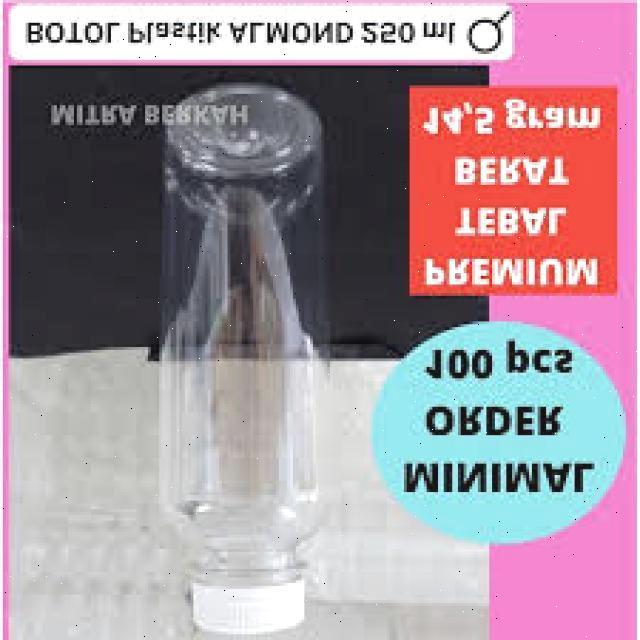 MINIMAL
ORDER
100 pcs
PREMIUM
TEBAL
BERAT
14,5 gram
MITRA BERKAH
BOTOL Plastik ALMOND 250 ml